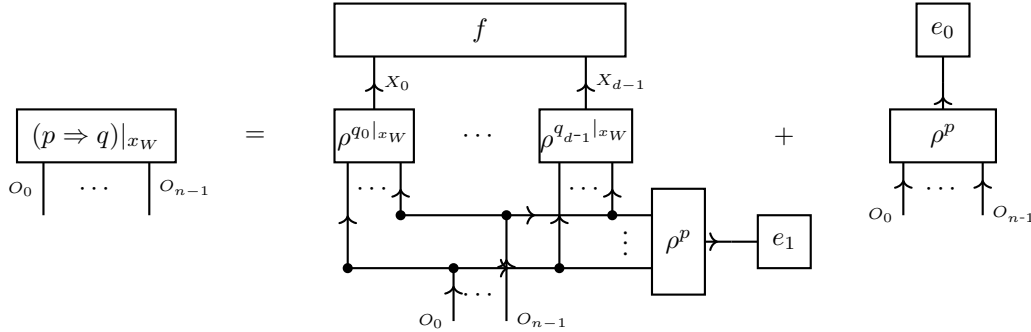 f
e_0
X_0
X_{d-1}
(p ⇒ q)|_{x_W}
=
ρ^{q_0|_{x_W}}
⋯
ρ^{q_{d-1}|_{x_W}}
+
ρ^p
O_0
⋯
O_{n-1}
⋯
⋯
O_0
⋯
O_{n-1}
⋮
ρ^p
e_1
⋯
O_0
O_{n-1}